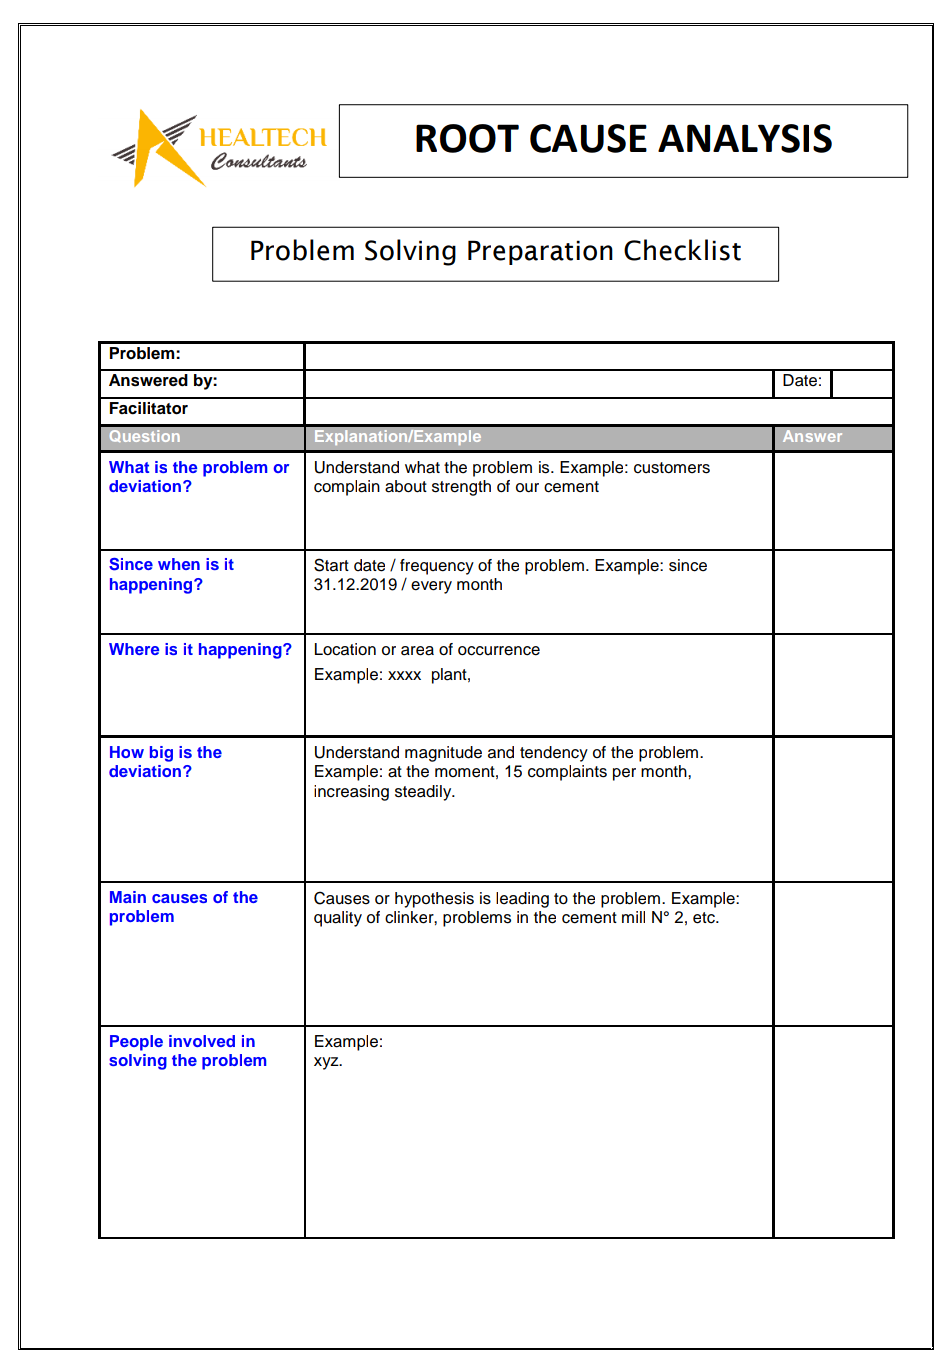 HEALTECH
Consultants
ROOT CAUSE ANALYSIS
Problem Solving Preparation Checklist
Problem:
Answered by:
Date:
Facilitator
Question
Explanation/Example
Answer
What is the problem or
deviation?
Understand what the problem is. Example: customers
complain about strength of our cement
Since when is it
happening?
Start date / frequency of the problem. Example: since
31.12.2019 / every month
Where is it happening?
Location or area of occurrence
Example: xxxx  plant,
How big is the
deviation?
Understand magnitude and tendency of the problem.
Example: at the moment, 15 complaints per month,
increasing steadily.
Main causes of the
problem
Causes or hypothesis is leading to the problem. Example:
quality of clinker, problems in the cement mill N° 2, etc.
People involved in
solving the problem
Example:
xyz.